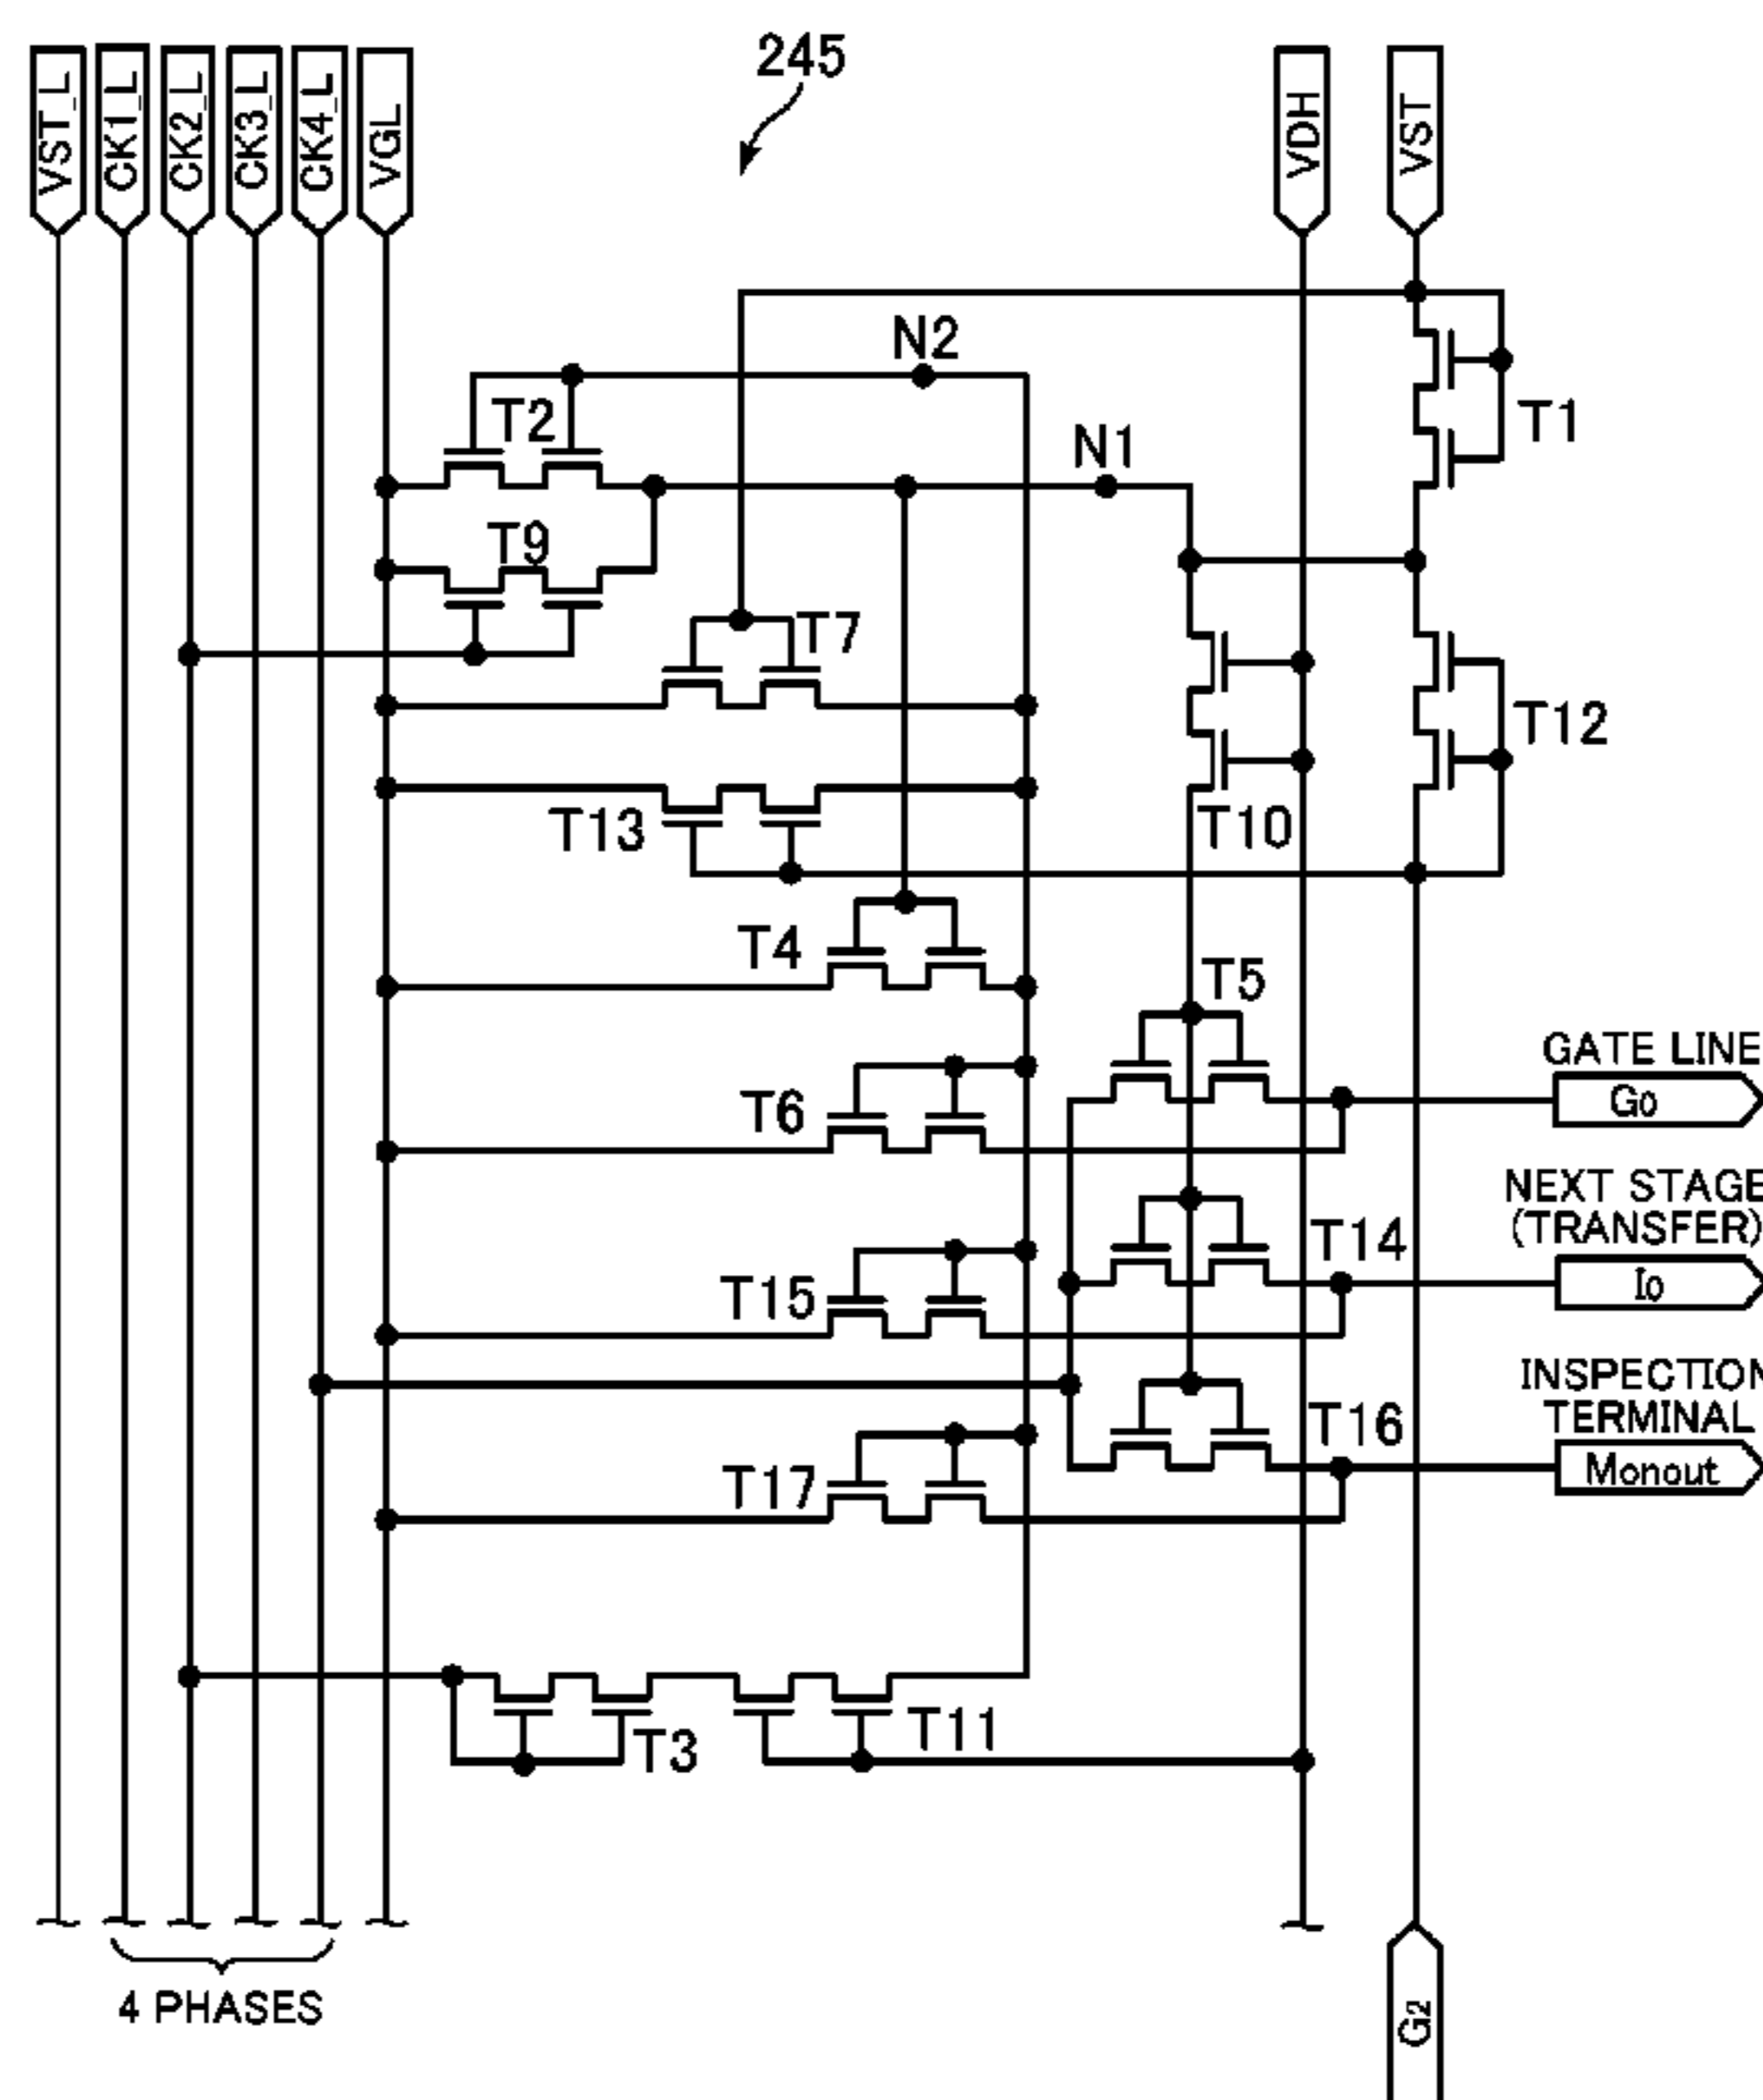 245
VST_L
CK1_L
CK2_L
CK3_L
CK4_L
VGL
VDH
VST
N2
T2
T1
N1
T9
T7
T12
T13
T10
T4
T5
GATE LINE
T6
G0
NEXT STAGE
(TRANSFER)
T14
T15
I0
INSPECTION
TERMINAL
T16
T17
Monout
T11
T3
4 PHASES
G2